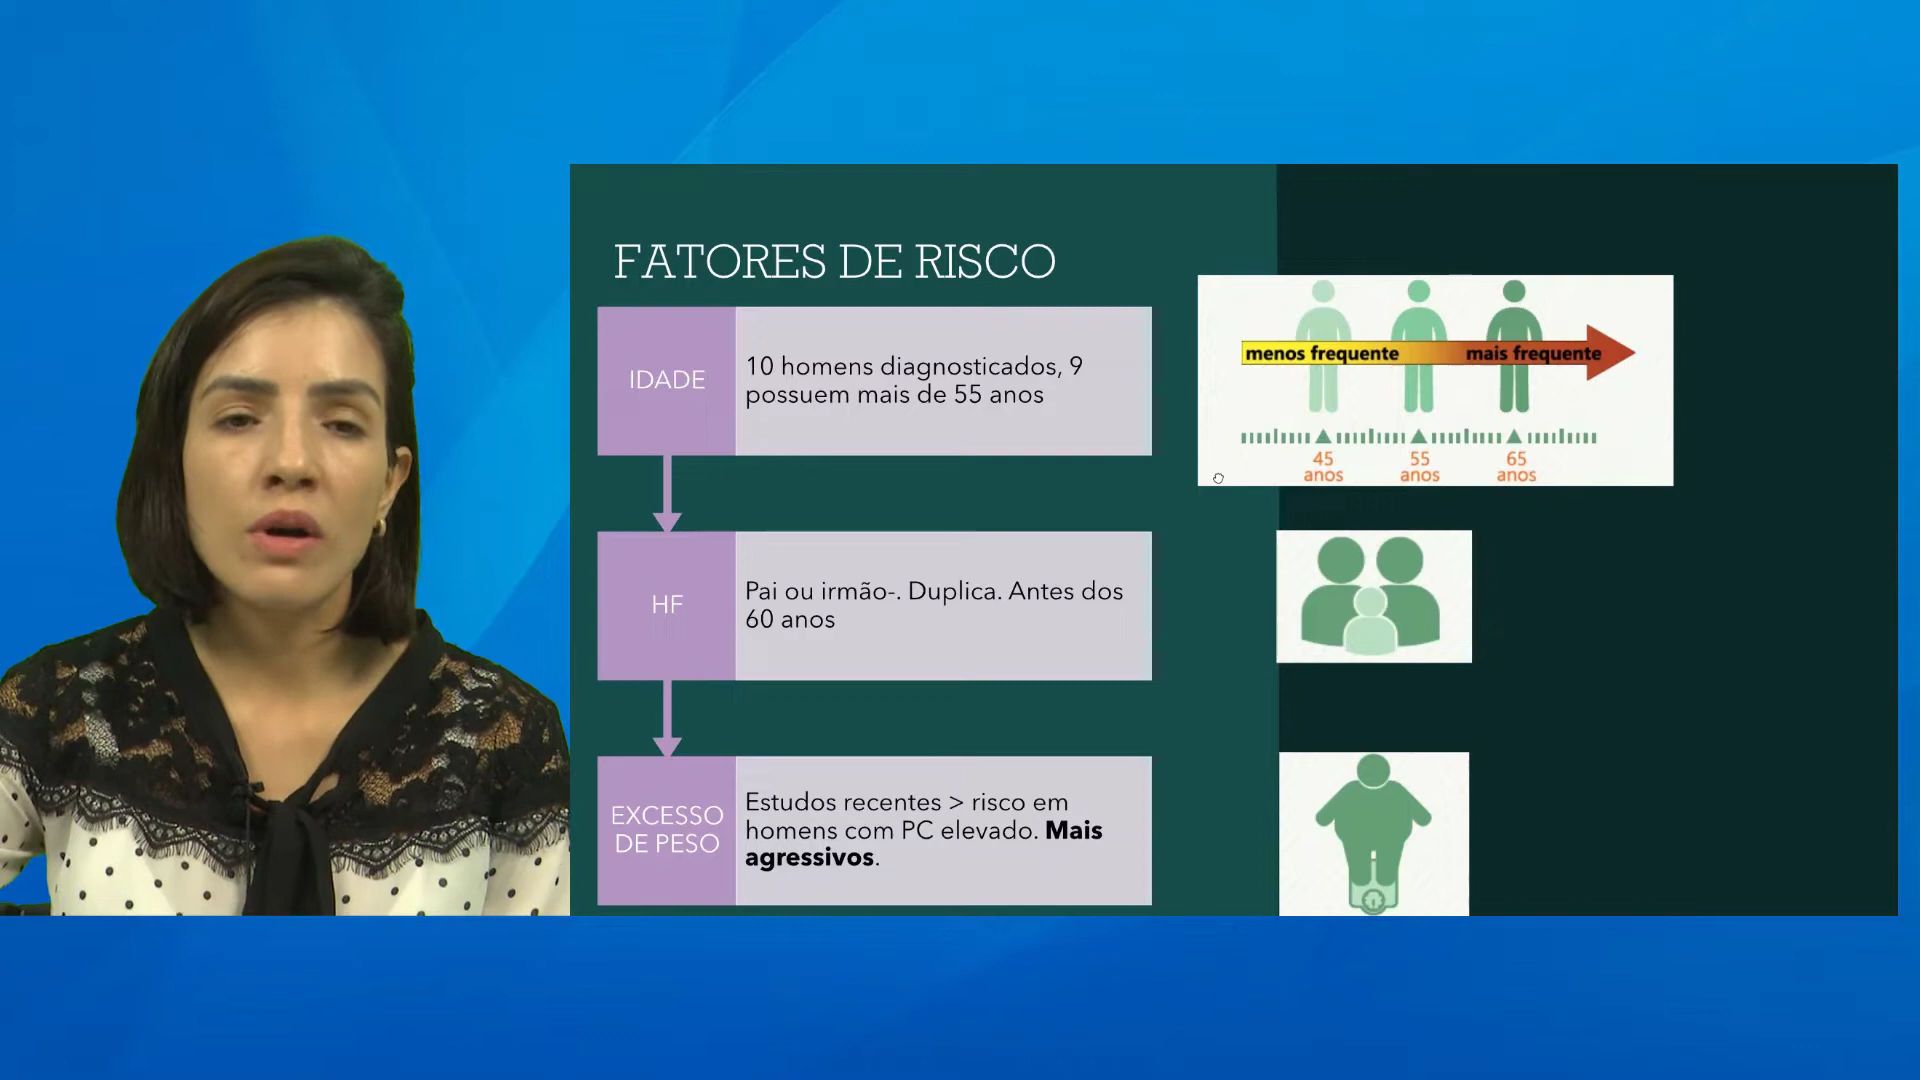 FATORES DE RISCO
IDADE
10 homens diagnosticados, 9
possuem mais de 55 anos
HF
Pai ou irmão-. Duplica. Antes dos
60 anos
EXCESSO
DE PESO
Estudos recentes > risco em
homens com PC elevado. Mais
agressivos.
menos frequente mais frequente
45 55 65
anos anos anos